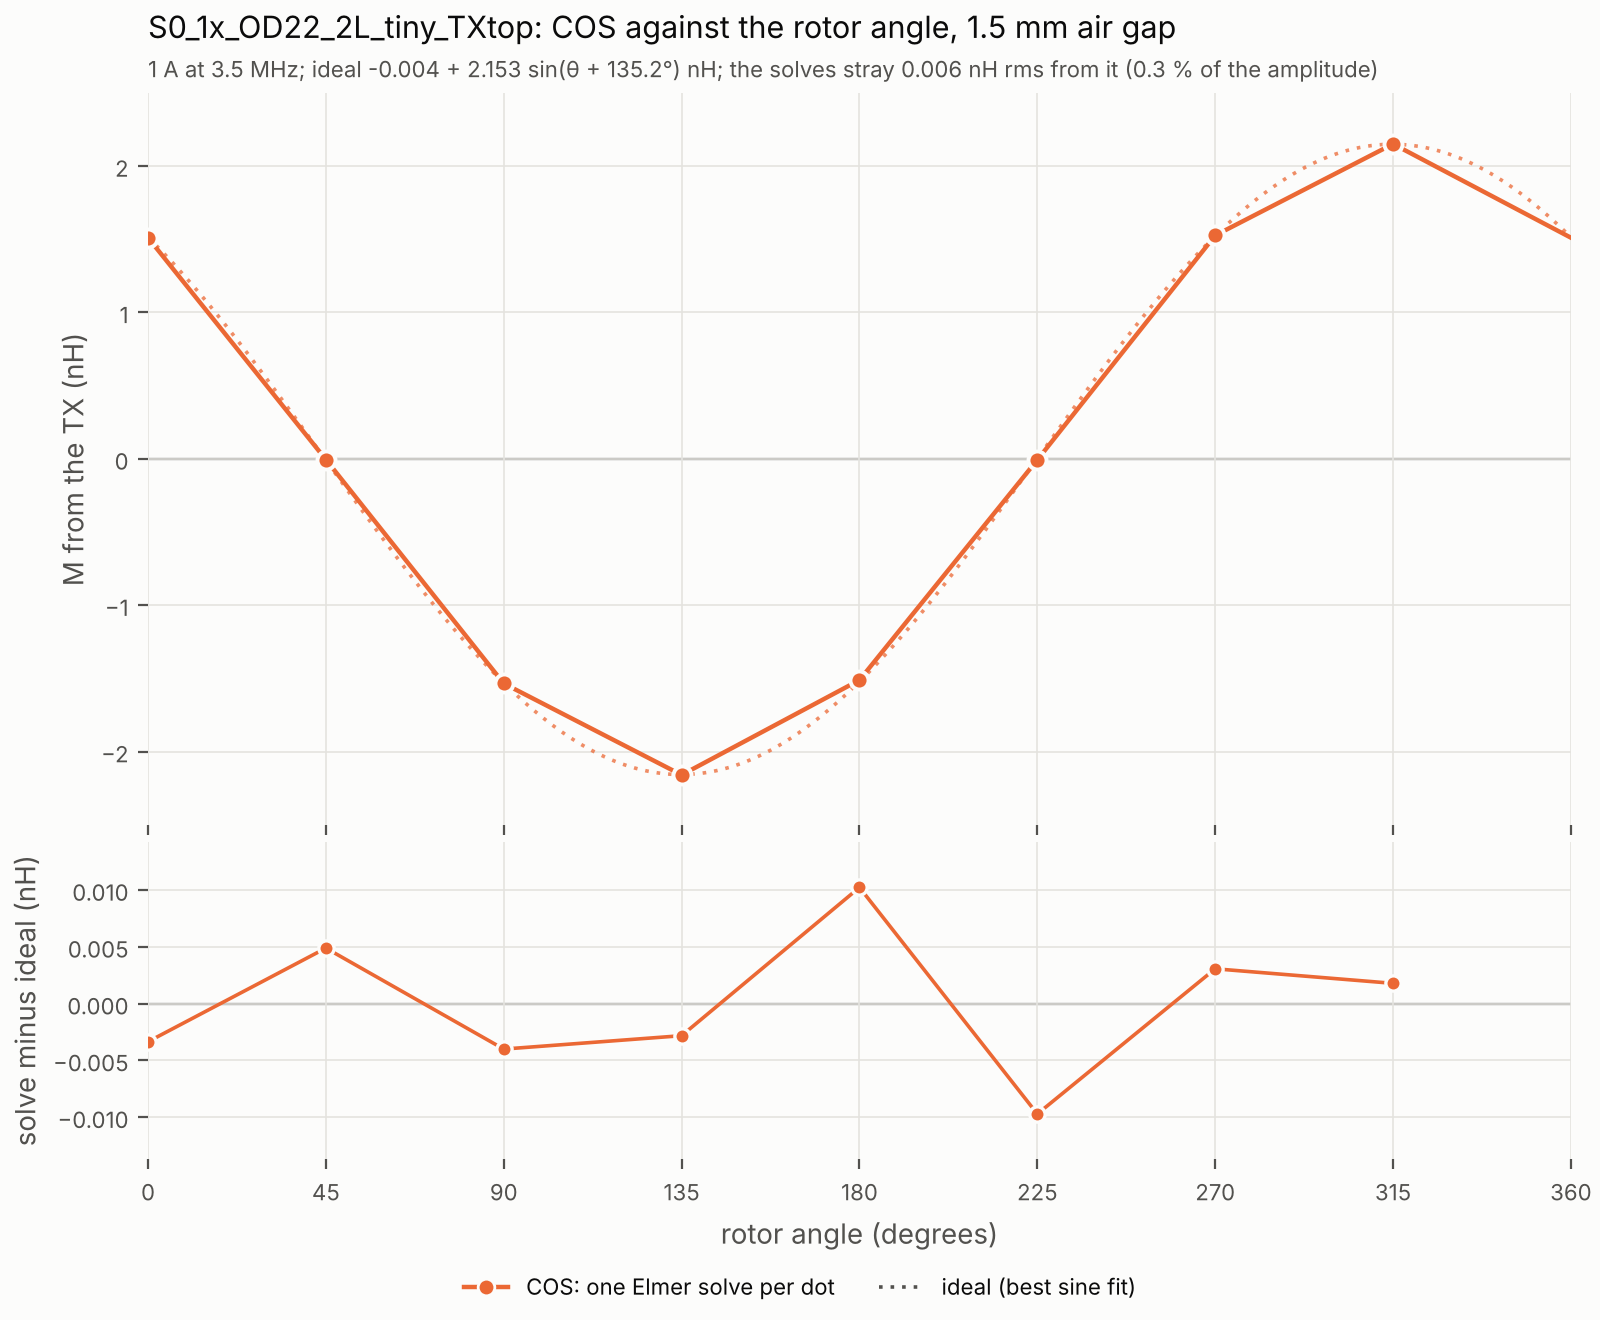 S0_1x_OD22_2L_tiny_TXtop: COS against the rotor angle, 1.5 mm air gap
1 A at 3.5 MHz; ideal -0.004 + 2.153 sin(θ + 135.2°) nH; the solves stray 0.006 nH rms from it (0.3 % of the amplitude)
M from the TX (nH)
2
1
0
−1
−2
solve minus ideal (nH)
0.010
0.005
0.000
−0.005
−0.010
0 45 90 135 180 225 270 315 360
rotor angle (degrees)
COS: one Elmer solve per dot ideal (best sine fit)